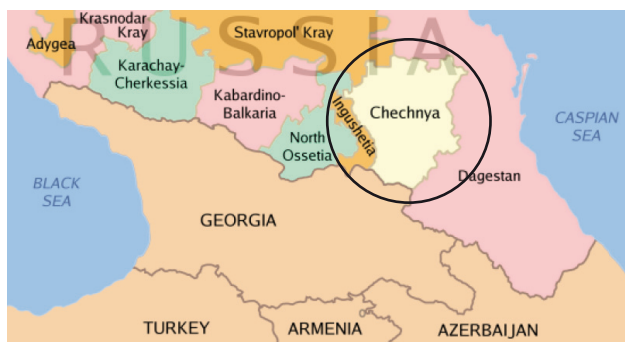 Krasnodar
Kray
Adygea
Stavropol' Kray
RUSSIA
Karachay-
Cherkessia
Kabardino-
Balkaria
North
Ossetia
Ingushetia
Chechnya
CASPIAN
SEA
Dagestan
BLACK
SEA
GEORGIA
TURKEY
ARMENIA
AZERBAIJAN